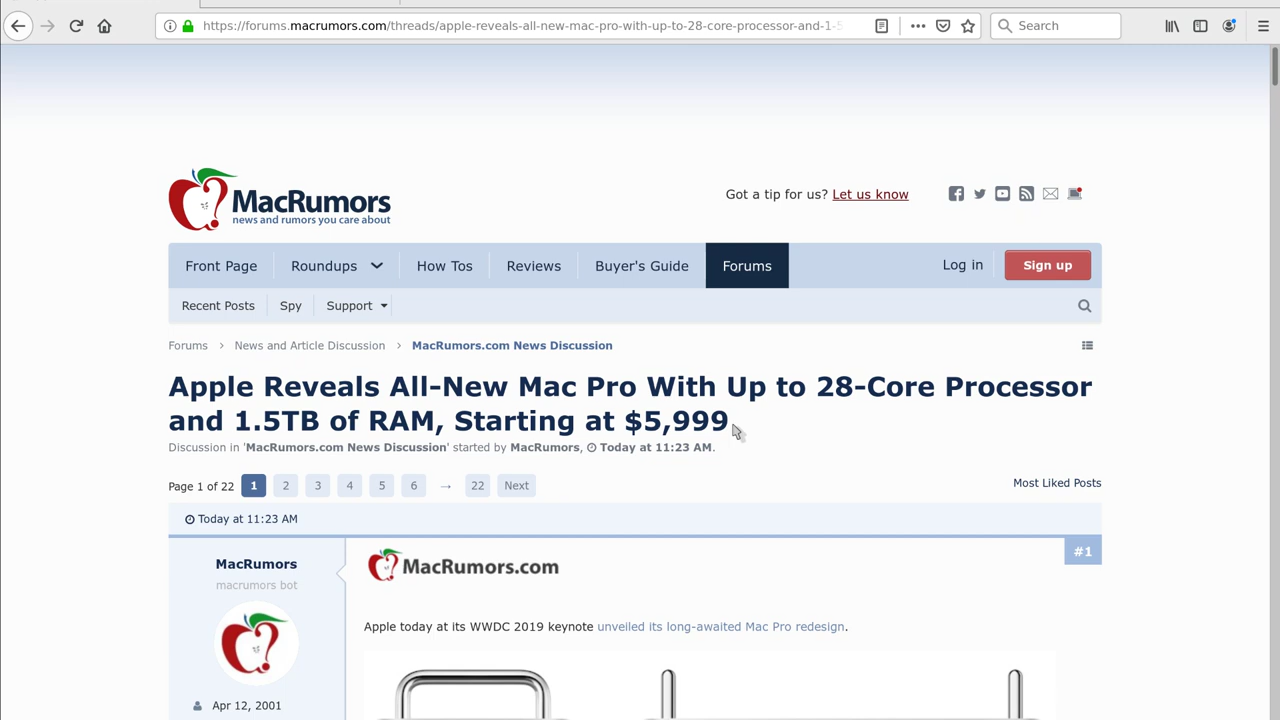 https://forums.macrumors.com/threads/apple-reveals-all-new-mac-pro-with-up-to-28-core-processor-and-1-5
Search
MacRumors
news and rumors you care about
Got a tip for us? Let us know
Front Page
Roundups
How Tos
Reviews
Buyer's Guide
Forums
Log in
Sign up
Recent Posts
Spy
Support
Forums › News and Article Discussion › MacRumors.com News Discussion
Apple Reveals All-New Mac Pro With Up to 28-Core Processor
and 1.5TB of RAM, Starting at $5,999
Discussion in 'MacRumors.com News Discussion' started by MacRumors, Today at 11:23 AM.
Page 1 of 22 1 2 3 4 5 6 → 22 Next
Most Liked Posts
Today at 11:23 AM
MacRumors
macrumors bot
Apr 12, 2001
MacRumors.com
#1
Apple today at its WWDC 2019 keynote unveiled its long-awaited Mac Pro redesign.